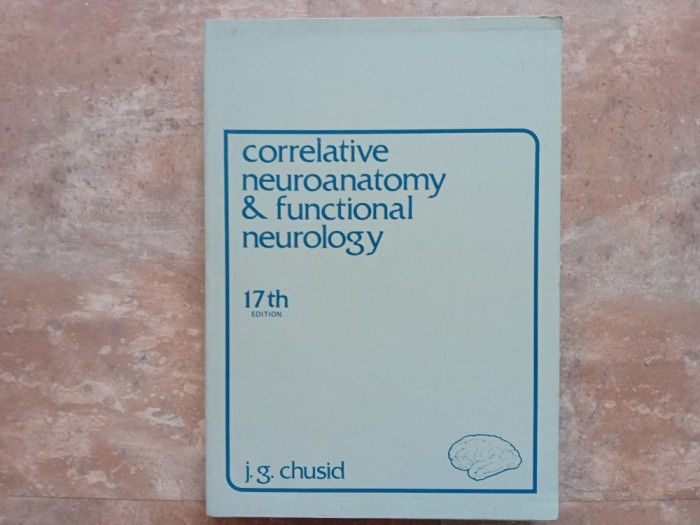 correlative
neuroanatomy
& functional
neurology
17th
EDITION
j. g. chusid